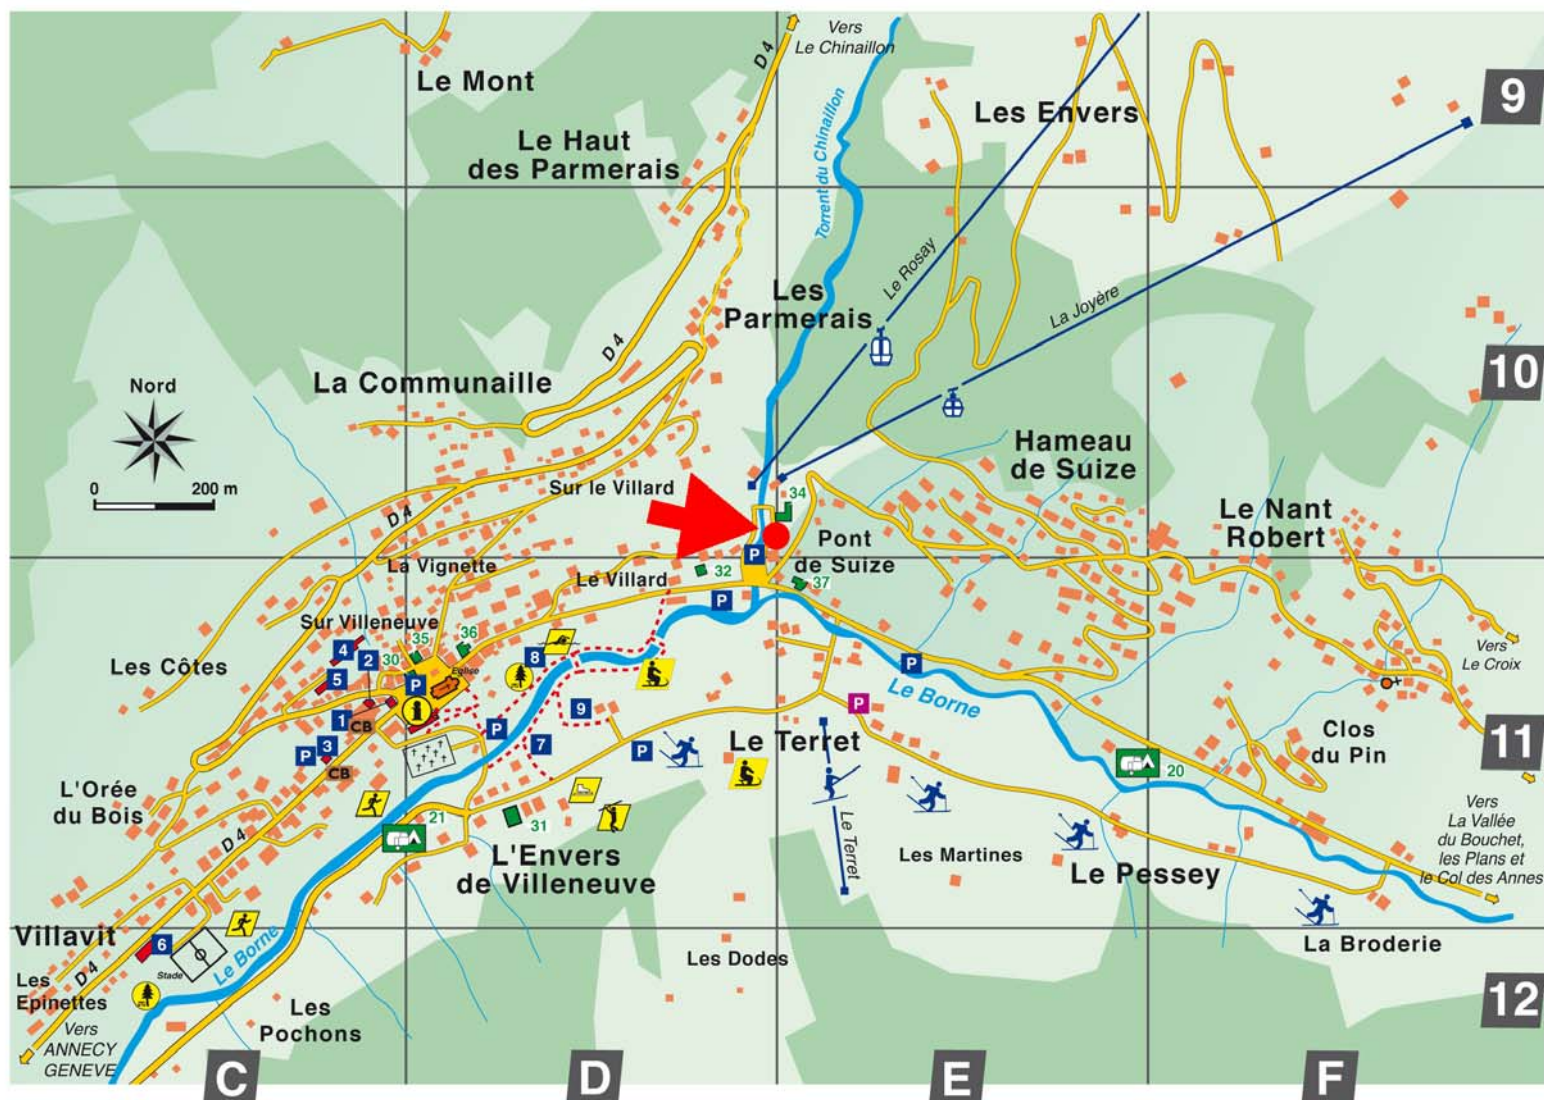 D 4
Vers
Le Chinaillon
Le Mont
Les Envers
9
Le Haut
des Parmerais
Torrent du Chinaillon
Le Rosay
La Joyère
Les
Parmerais
D 4
La Communaille
10
Nord
0 200 m
Hameau
de Suize
Sur le Villard
34
Le Nant
Robert
D 4
Pont
de Suize
La Vignette
P
Le Villard
32
37
P
Sur Villeneuve
35
36
4
2
30
8
Les Côtes
5
P
Eglise
P
Vers
Le Croix
Le Borne
1
CB
P
9
P
3
P
7
P
Le Terret
Clos
du Pin
11
CB
20
L'Orée
du Bois
21
31
D 4
Le Terret
Vers
La Vallée
du Bouchet,
les Plans et
le Col des Annes
L'Envers
de Villeneuve
Les Martines
Le Pessey
Villavit
6
Stade
Le Borne
Les Dodes
La Broderie
D 4
Les
Epinettes
12
Les
Pochons
Vers
ANNECY
GENEVE
C
D
E
F